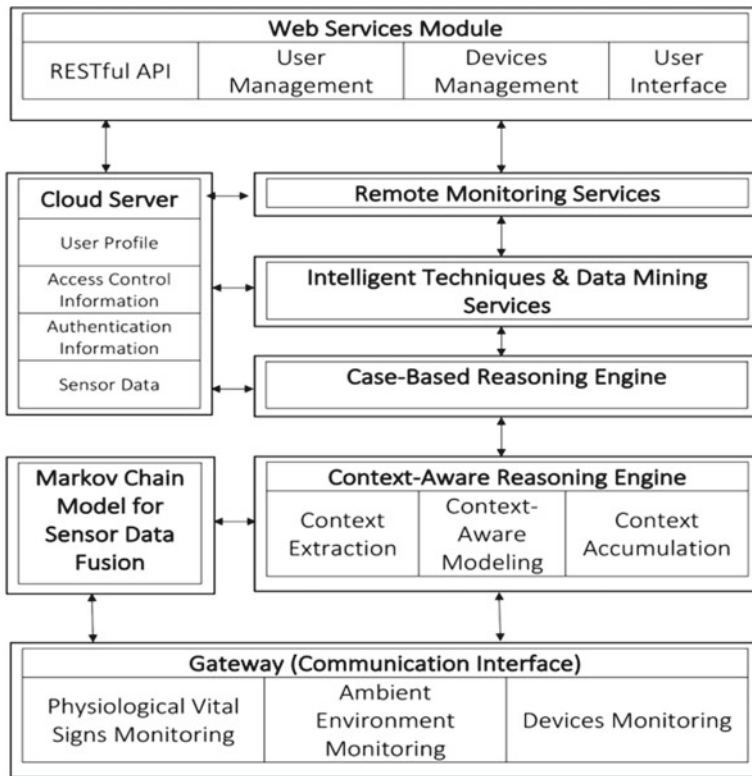 Web Services Module
RESTful API
User
Management
Devices
Management
User
Interface
Cloud Server
User Profile
Access Control
Information
Authentication
Information
Sensor Data
Remote Monitoring Services
Intelligent Techniques & Data Mining
Services
Case-Based Reasoning Engine
Markov Chain
Model for
Sensor Data
Fusion
Context-Aware Reasoning Engine
Context
Extraction
Context-
Aware
Modeling
Context
Accumulation
Gateway (Communication Interface)
Physiological Vital
Signs Monitoring
Ambient
Environment
Monitoring
Devices Monitoring